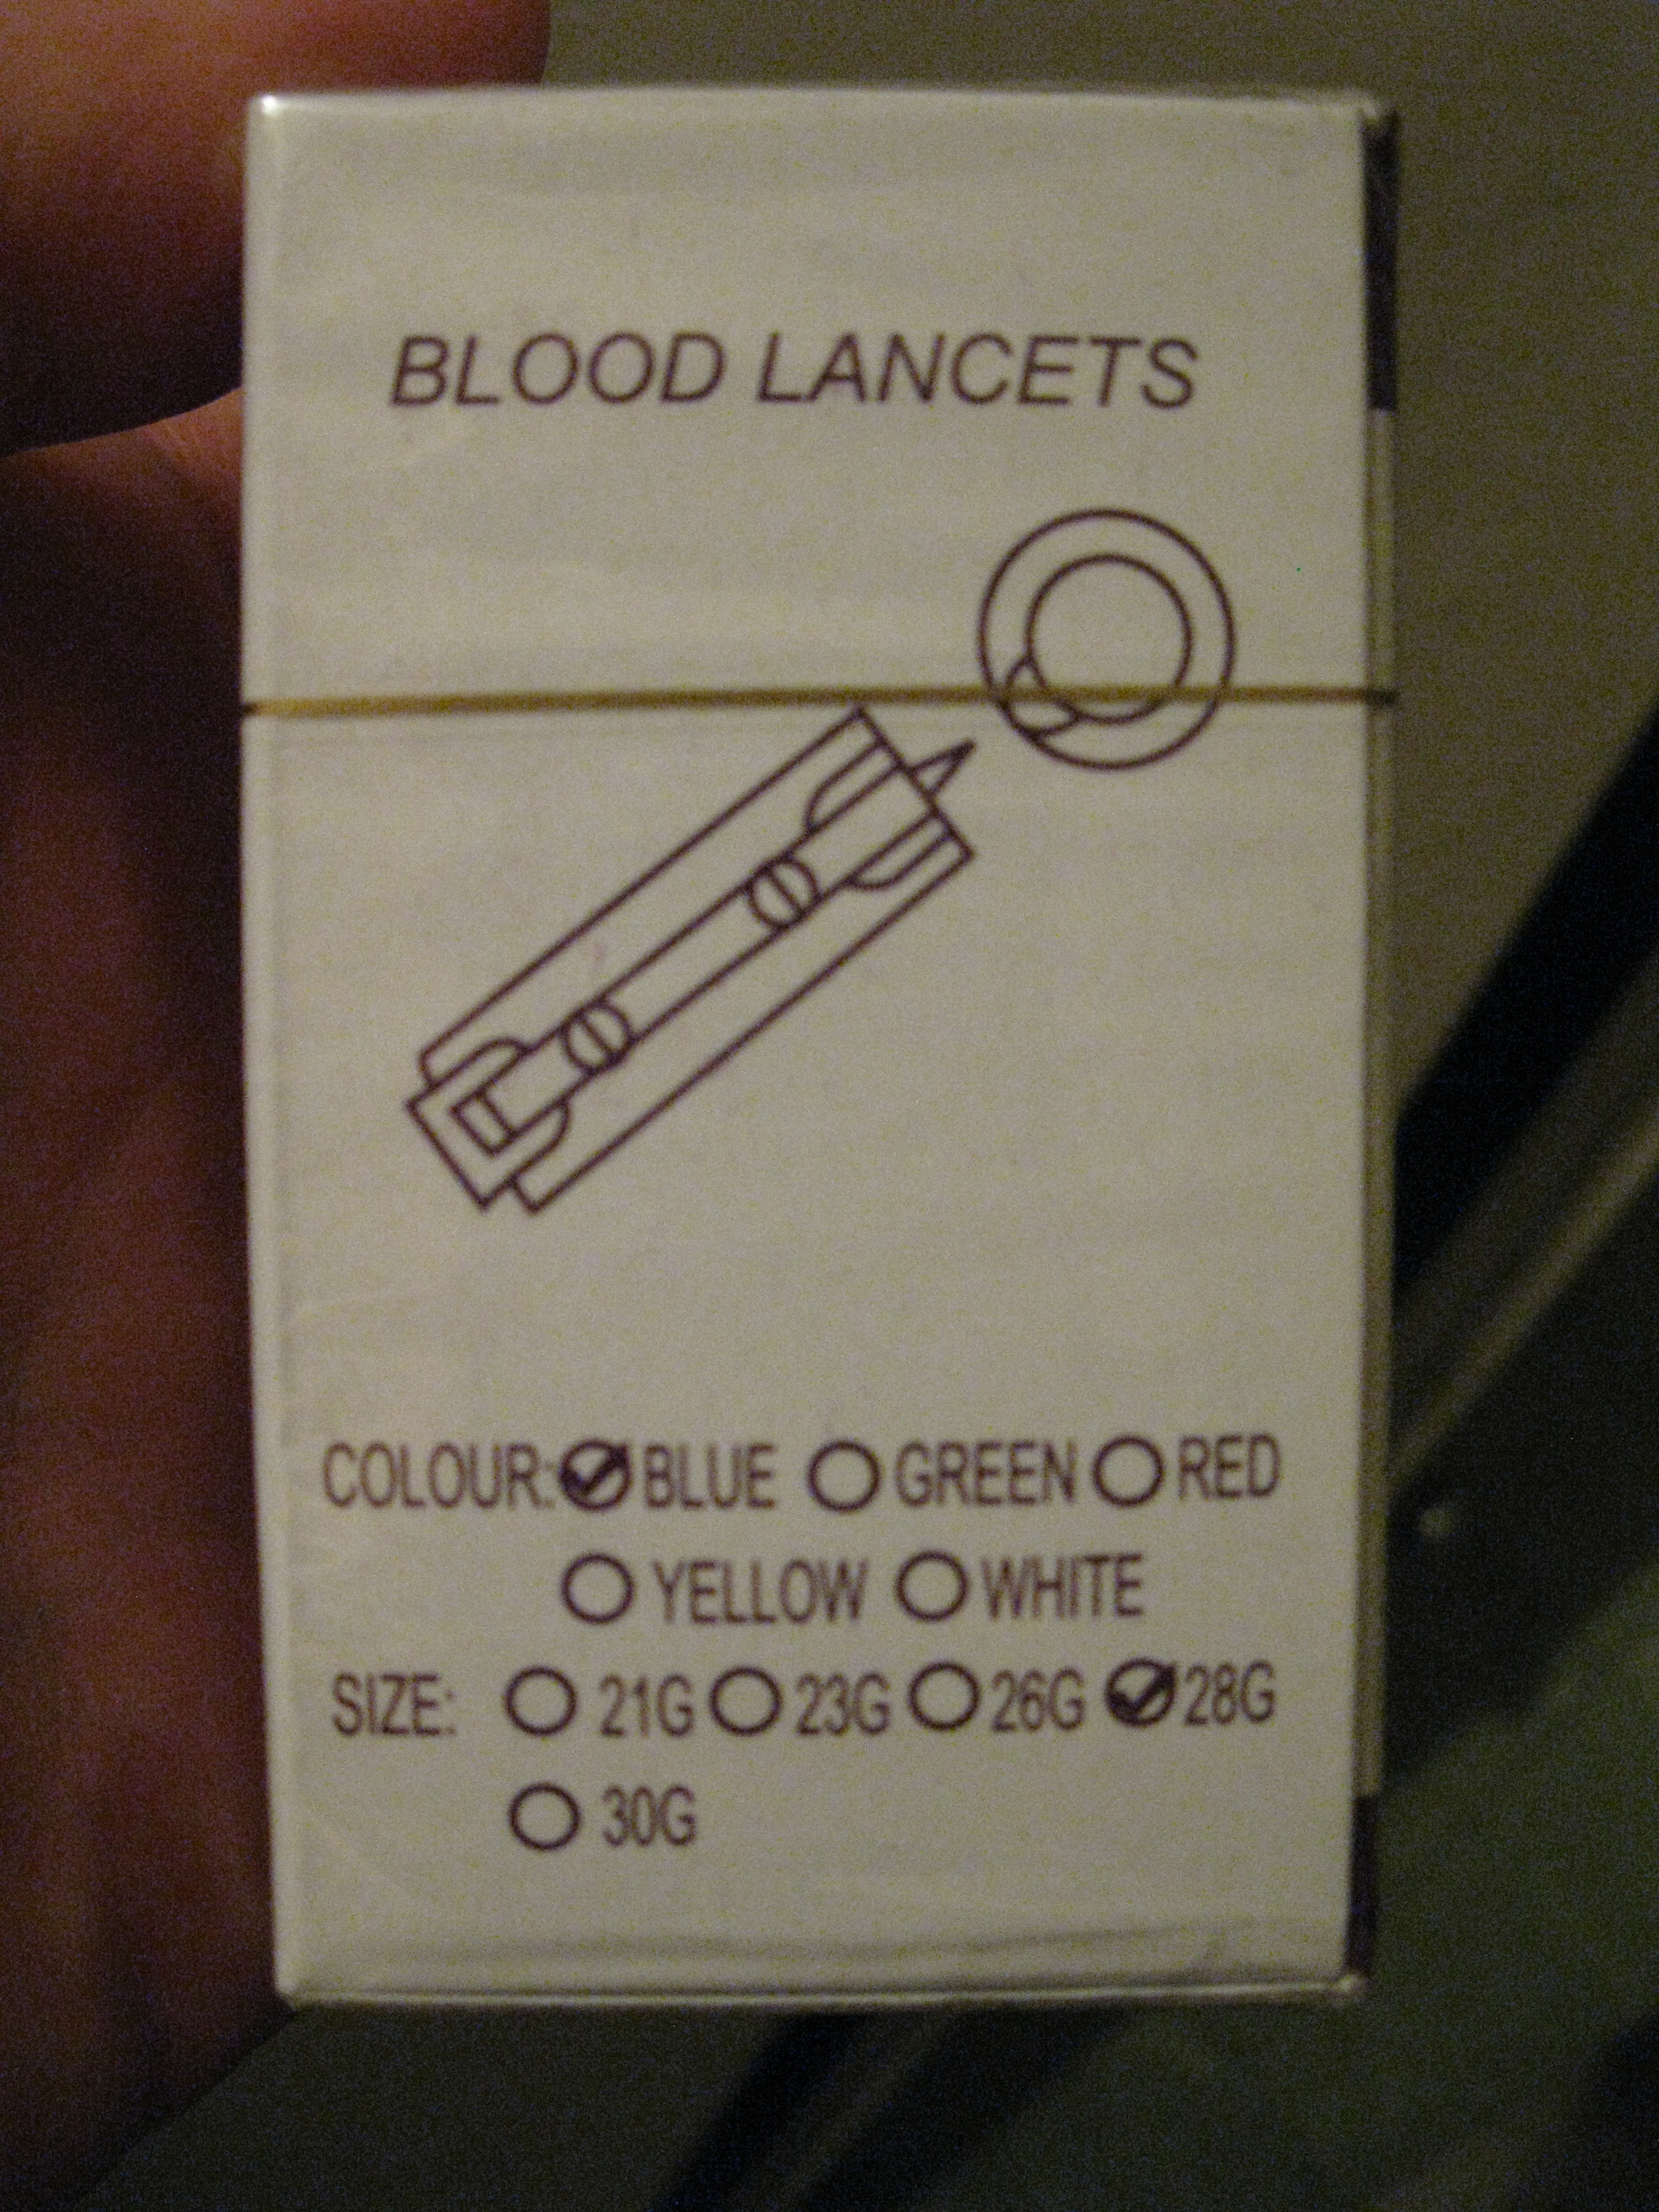 BLOOD LANCETS
COLOUR: BLUE GREEN RED
YELLOW WHITE
SIZE: 21G 23G 26G 28G
30G